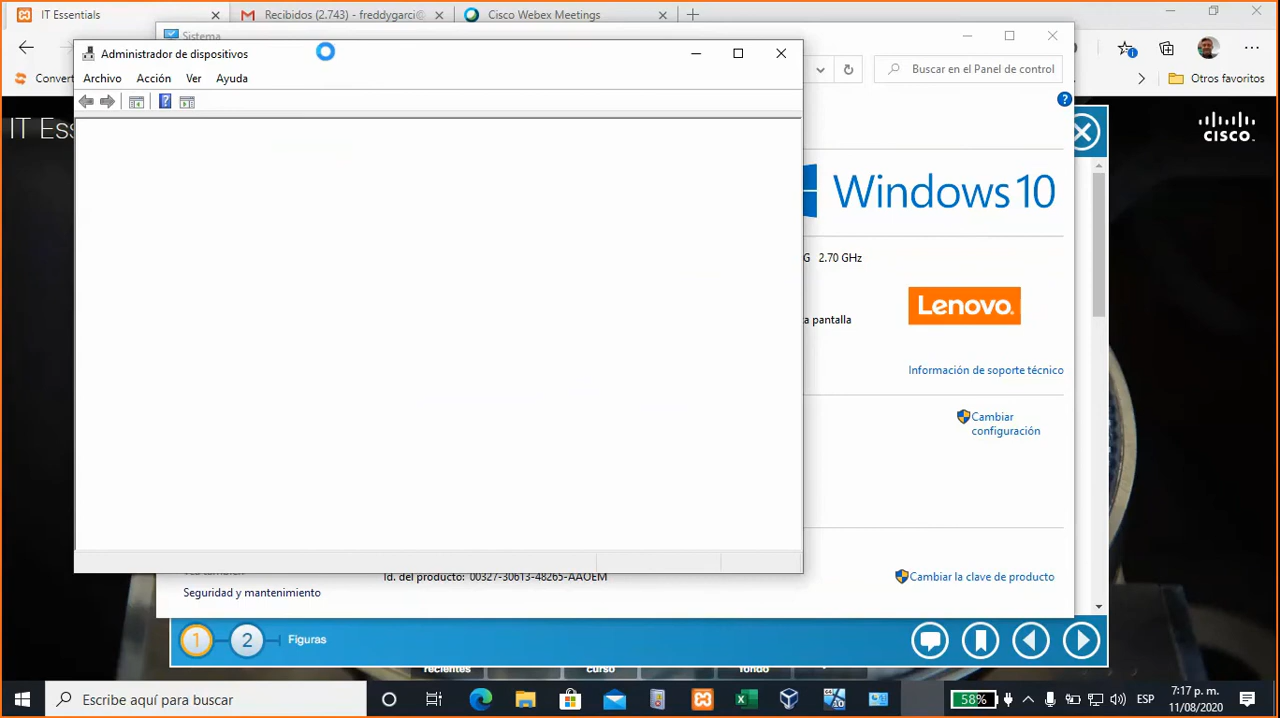 IT Essentials
Recibidos (2.743) - freddygarci
Cisco Webex Meetings
Sistema
Administrador de dispositivos
Archivo Acción Ver Ayuda
Buscar en el Panel de control
Convert
Otros favoritos
IT Ess
CISCO
Windows 10
G 2.70 GHz
Lenovo
a pantalla
Información de soporte técnico
Cambiar
configuración
Id. del producto: 00327-30613-48265-AAOEM
Cambiar la clave de producto
Seguridad y mantenimiento
1 2 Figuras
recientes curso fondo
Escribe aquí para buscar
58%
ESP
7:17 p. m.
11/08/2020